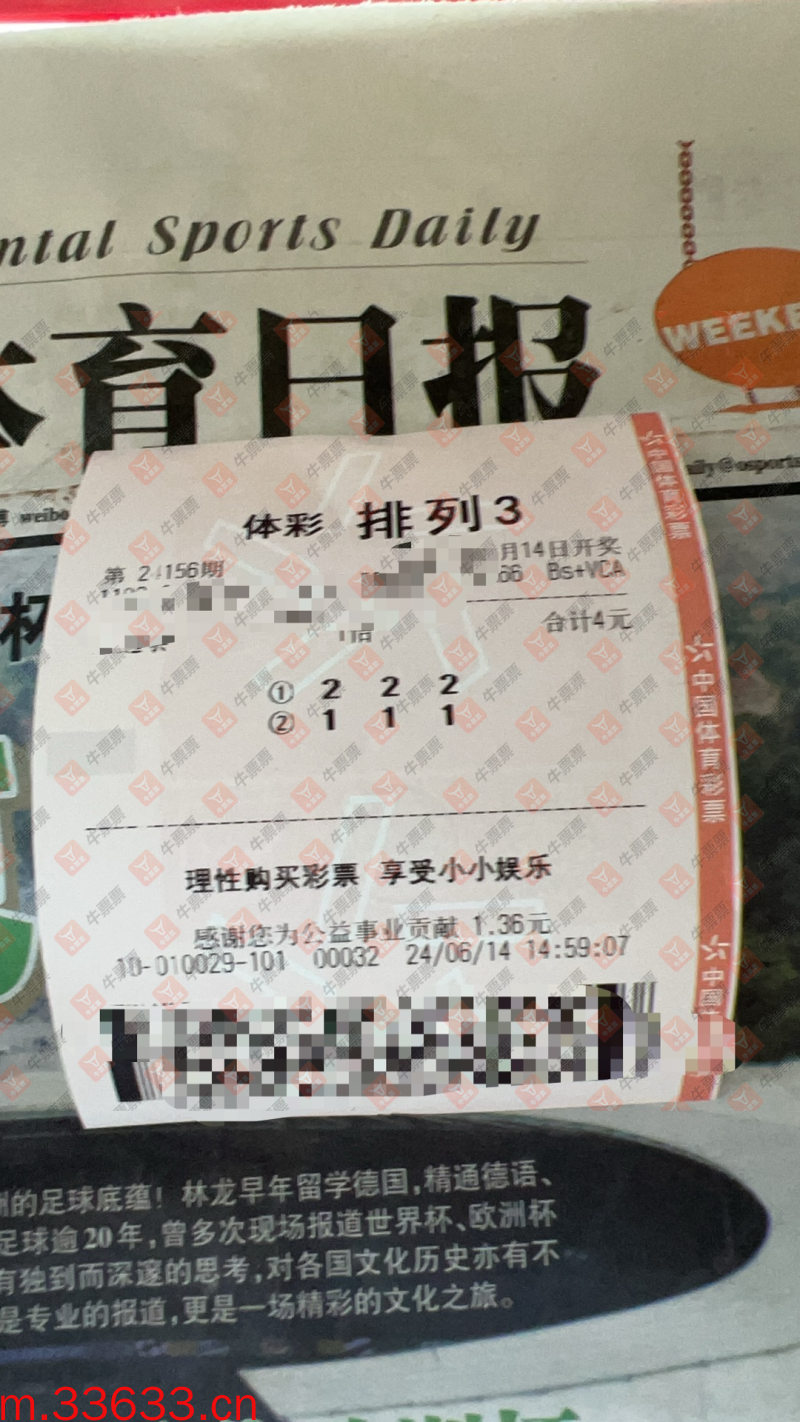 ntal Sports Daily
体育日报
WEEKE
weibo
aily@osports
中国体育彩票
体彩 排列3
第 24156期
月14日开奖
66 Bs+VCA
合计4元
1倍
① 2 2 2
② 1 1 1
中国体育彩票
理性购买彩票 享受小小娱乐
感谢您为公益事业贡献 1.36元
10-010029-101 00032 24/06/14 14:59:07
中国
洲的足球底蕴！林龙早年留学德国，精通德语、
足球逾20年，曾多次现场报道世界杯、欧洲杯
有独到而深邃的思考，对各国文化历史亦有不
是专业的报道，更是一场精彩的文化之旅。
m.33633.cn
牛票票